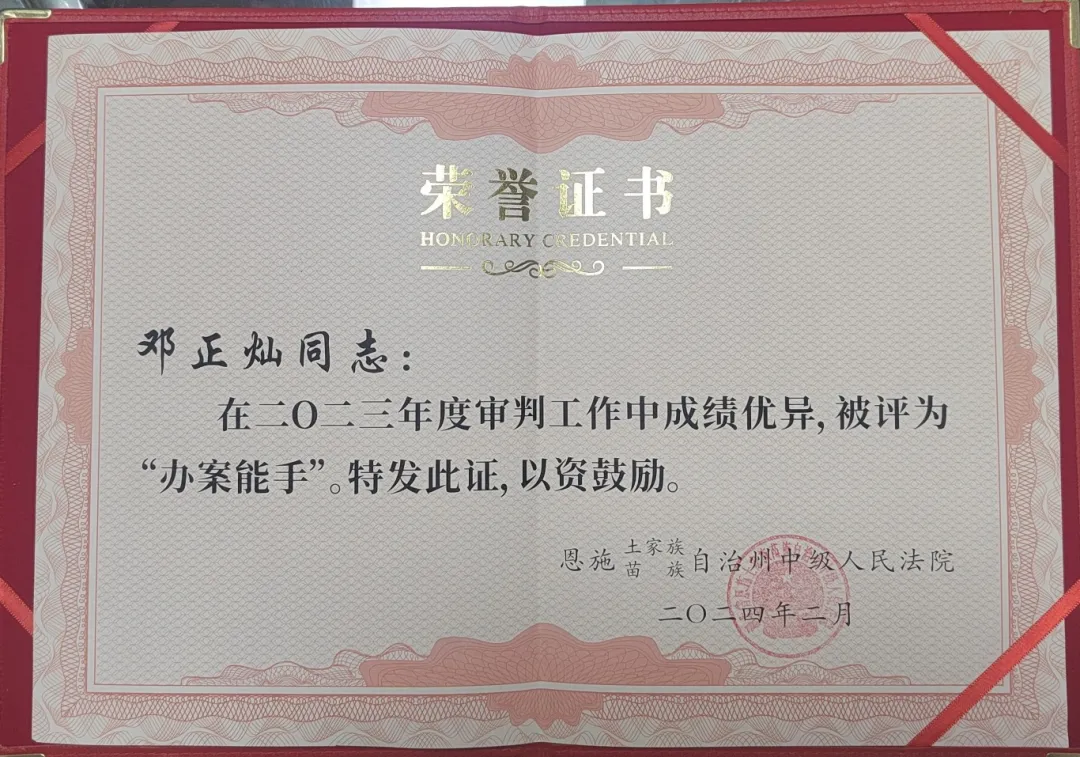 荣誉证书
HONORARY CREDENTIAL
邓正灿同志：
在二〇二三年度审判工作中成绩优异，被评为
“办案能手”。特发此证，以资鼓励。
恩施土家族苗族自治州中级人民法院
二〇二四年二月